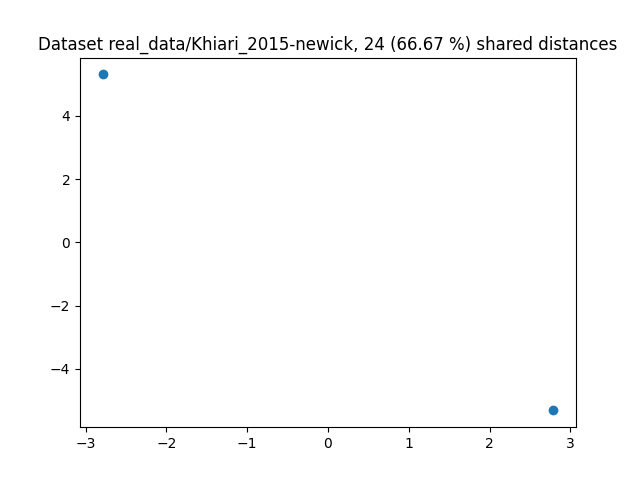 Dataset real_data/Khiari_2015-newick, 24 (66.67 %) shared distances
4
2
0
−2
−4
−3 −2 −1 0 1 2 3